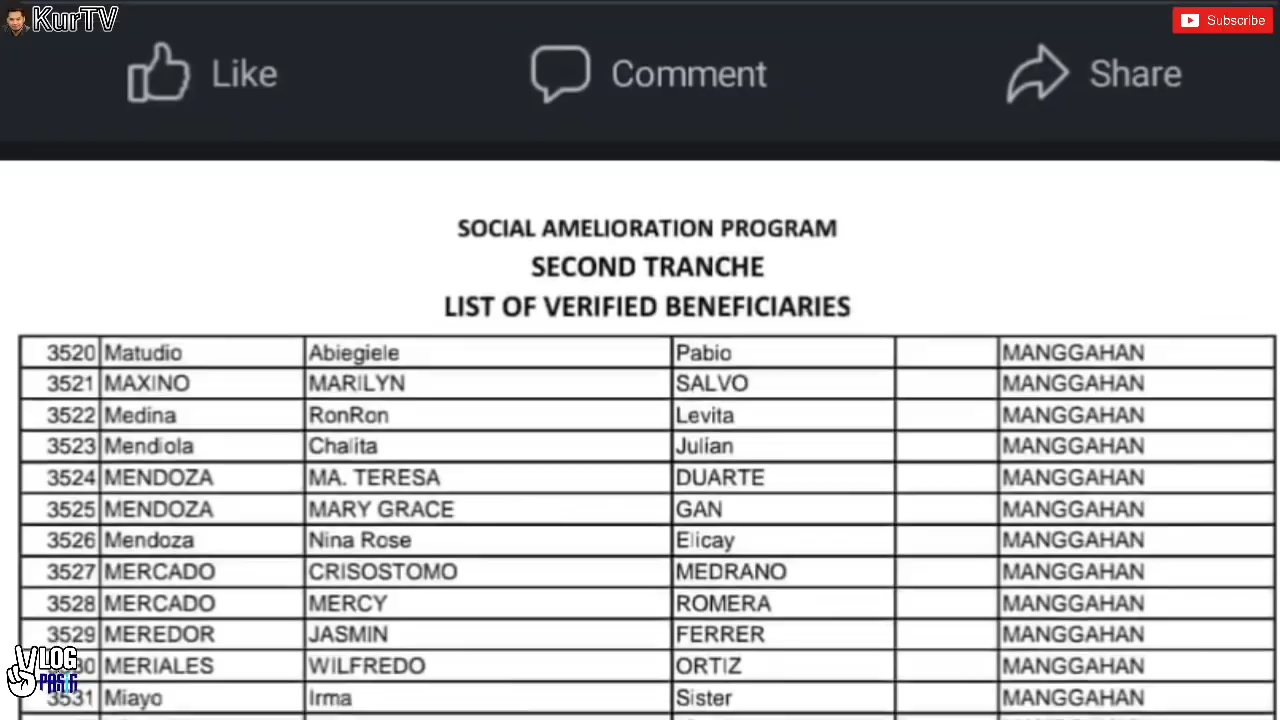 KurTV
Subscribe
Like Comment Share
SOCIAL AMELIORATION PROGRAM
SECOND TRANCHE
LIST OF VERIFIED BENEFICIARIES
3520 Matudio Abiegiele Pabio MANGGAHAN
3521 MAXINO MARILYN SALVO MANGGAHAN
3522 Medina RonRon Levita MANGGAHAN
3523 Mendiola Chalita Julian MANGGAHAN
3524 MENDOZA MA. TERESA DUARTE MANGGAHAN
3525 MENDOZA MARY GRACE GAN MANGGAHAN
3526 Mendoza Nina Rose Elicay MANGGAHAN
3527 MERCADO CRISOSTOMO MEDRANO MANGGAHAN
3528 MERCADO MERCY ROMERA MANGGAHAN
3529 MEREDOR JASMIN FERRER MANGGAHAN
3530 MERIALES WILFREDO ORTIZ MANGGAHAN
3531 Miayo Irma Sister MANGGAHAN
VLOG
PASIG